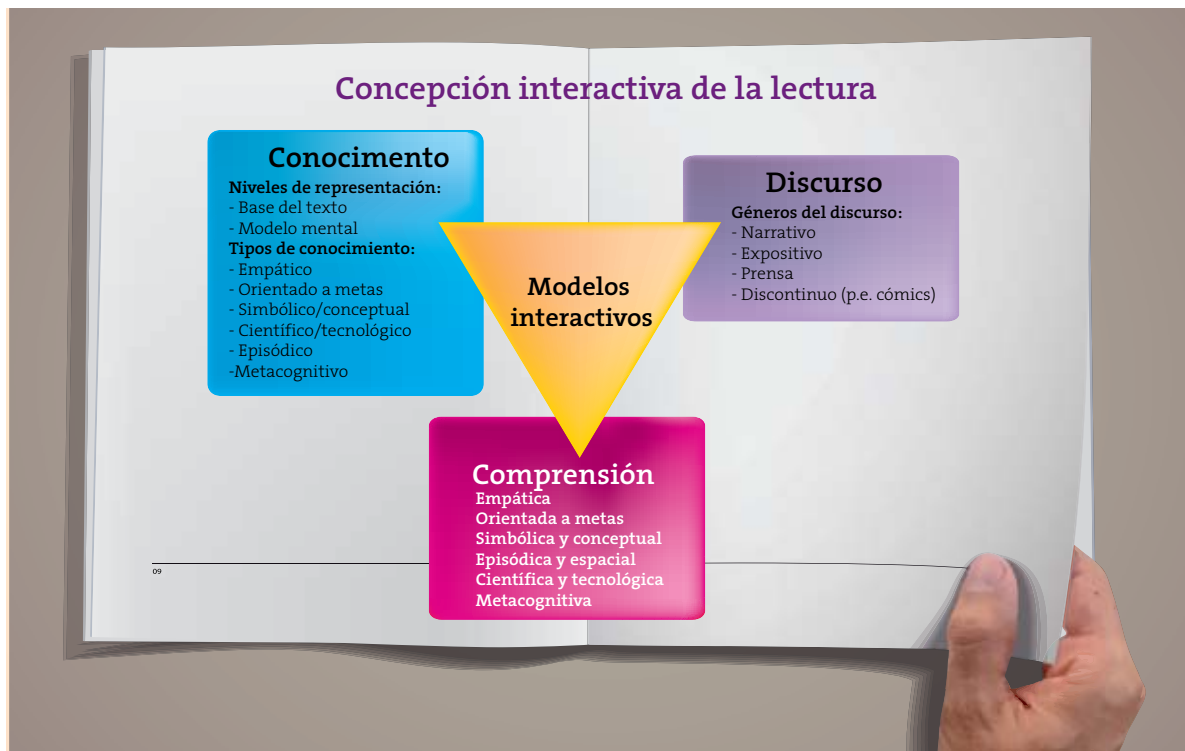 Concepción interactiva de la lectura
Conocimento
Niveles de representación:
- Base del texto
- Modelo mental
Tipos de conocimiento:
- Empático
- Orientado a metas
- Simbólico/conceptual
- Científico/tecnológico
- Episódico
-Metacognitivo
Discurso
Géneros del discurso:
- Narrativo
- Expositivo
- Prensa
- Discontinuo (p.e. cómics)
Modelos
interactivos
Comprensión
Empática
Orientada a metas
Simbólica y conceptual
Episódica y espacial
Científica y tecnológica
Metacognitiva
09